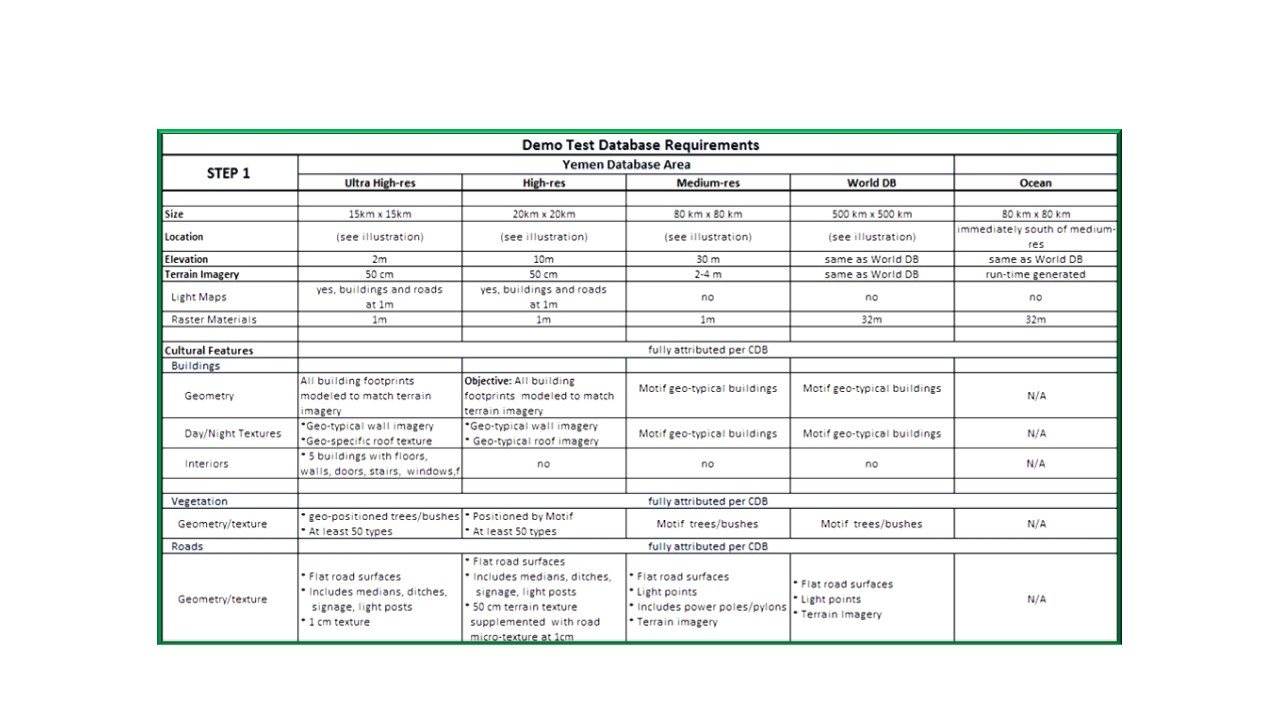 Demo Test Database Requirements
STEP 1
Yemen Database Area
Ultra High-res High-res Medium-res World DB Ocean
Size 15km x 15km 20km x 20km 80 km x 80 km 500 km x 500 km 80 km x 80 km
Location (see illustration) (see illustration) (see illustration) (see illustration) immediately south of medium-
res
Elevation 2m 10m 30 m same as World DB same as World DB
Terrain Imagery 50 cm 50 cm 2-4 m same as World DB run-time generated
Light Maps yes, buildings and roads
at 1m
yes, buildings and roads
at 1m
no no no
Raster Materials 1m 1m 1m 32m 32m
Cultural Features fully attributed per CDB
Buildings
Geometry
All building footprints
modeled to match terrain
imagery
Objective: All building
footprints modeled to match
terrain imagery
Motif geo-typical buildings Motif geo-typical buildings N/A
Day/Night Textures
*Geo-typical wall imagery
*Geo-specific roof texture
*Geo-typical wall imagery
* Geo-typical roof imagery
Motif geo-typical buildings Motif geo-typical buildings N/A
Interiors
* 5 buildings with floors,
walls, doors, stairs, windows,f
no no no N/A
Vegetation fully attributed per CDB
Geometry/texture
* geo-positioned trees/bushes
* At least 50 types
* Positioned by Motif
* At least 50 types
Motif trees/bushes Motif trees/bushes N/A
Roads fully attributed per CDB
Geometry/texture
* Flat road surfaces
* Includes medians, ditches,
signage, light posts
* 1 cm texture
* Flat road surfaces
* Includes medians, ditches,
signage, light posts
* 50 cm terrain texture
supplemented with road
micro-texture at 1cm
* Flat road surfaces
* Light points
* Includes power poles/pylons
* Terrain imagery
* Flat road surfaces
* Light points
* Terrain Imagery
N/A